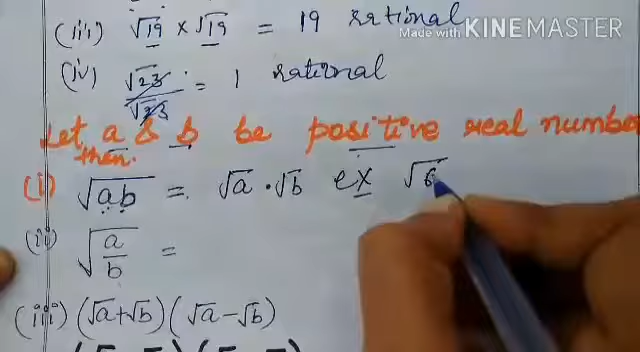 (iii) √19 × √19 = 19 rational
Made with KINEMASTER
(iv) √23/√23 = 1 rational
Let a & b be positive real number
then.
(i) √ab = √a · √b ex √6
(ii) √a/b =
(iii) (√a+√b) (√a-√b)